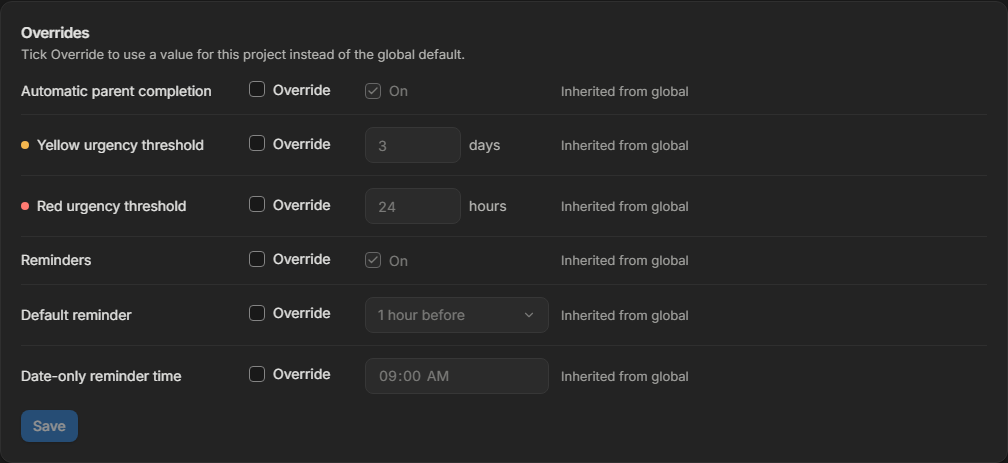 Overrides
Tick Override to use a value for this project instead of the global default.
Automatic parent completion Override On Inherited from global
Yellow urgency threshold Override 3 days Inherited from global
Red urgency threshold Override 24 hours Inherited from global
Reminders Override On Inherited from global
Default reminder Override 1 hour before Inherited from global
Date-only reminder time Override 09:00 AM Inherited from global
Save